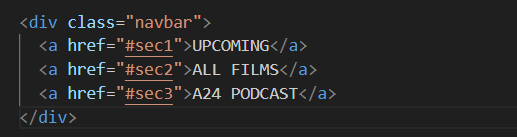 <div class="navbar">
  <a href="#sec1">UPCOMING</a>
  <a href="#sec2">ALL FILMS</a>
  <a href="#sec3">A24 PODCAST</a>
</div>